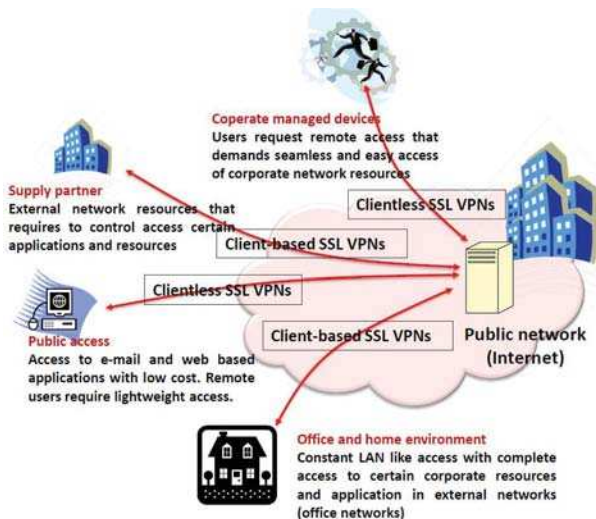 Coperate managed devices
Users request remote access that
demands seamless and easy access
of corporate network resources
Supply partner
External network resources that
requires to control access certain
applications and resources
Clientless SSL VPNs
Client-based SSL VPNs
Clientless SSL VPNs
Client-based SSL VPNs
Public network
(Internet)
Public access
Access to e-mail and web based
applications with low cost. Remote
users require lightweight access.
Office and home environment
Constant LAN like access with complete
access to certain corporate resources
and application in external networks
(office networks)